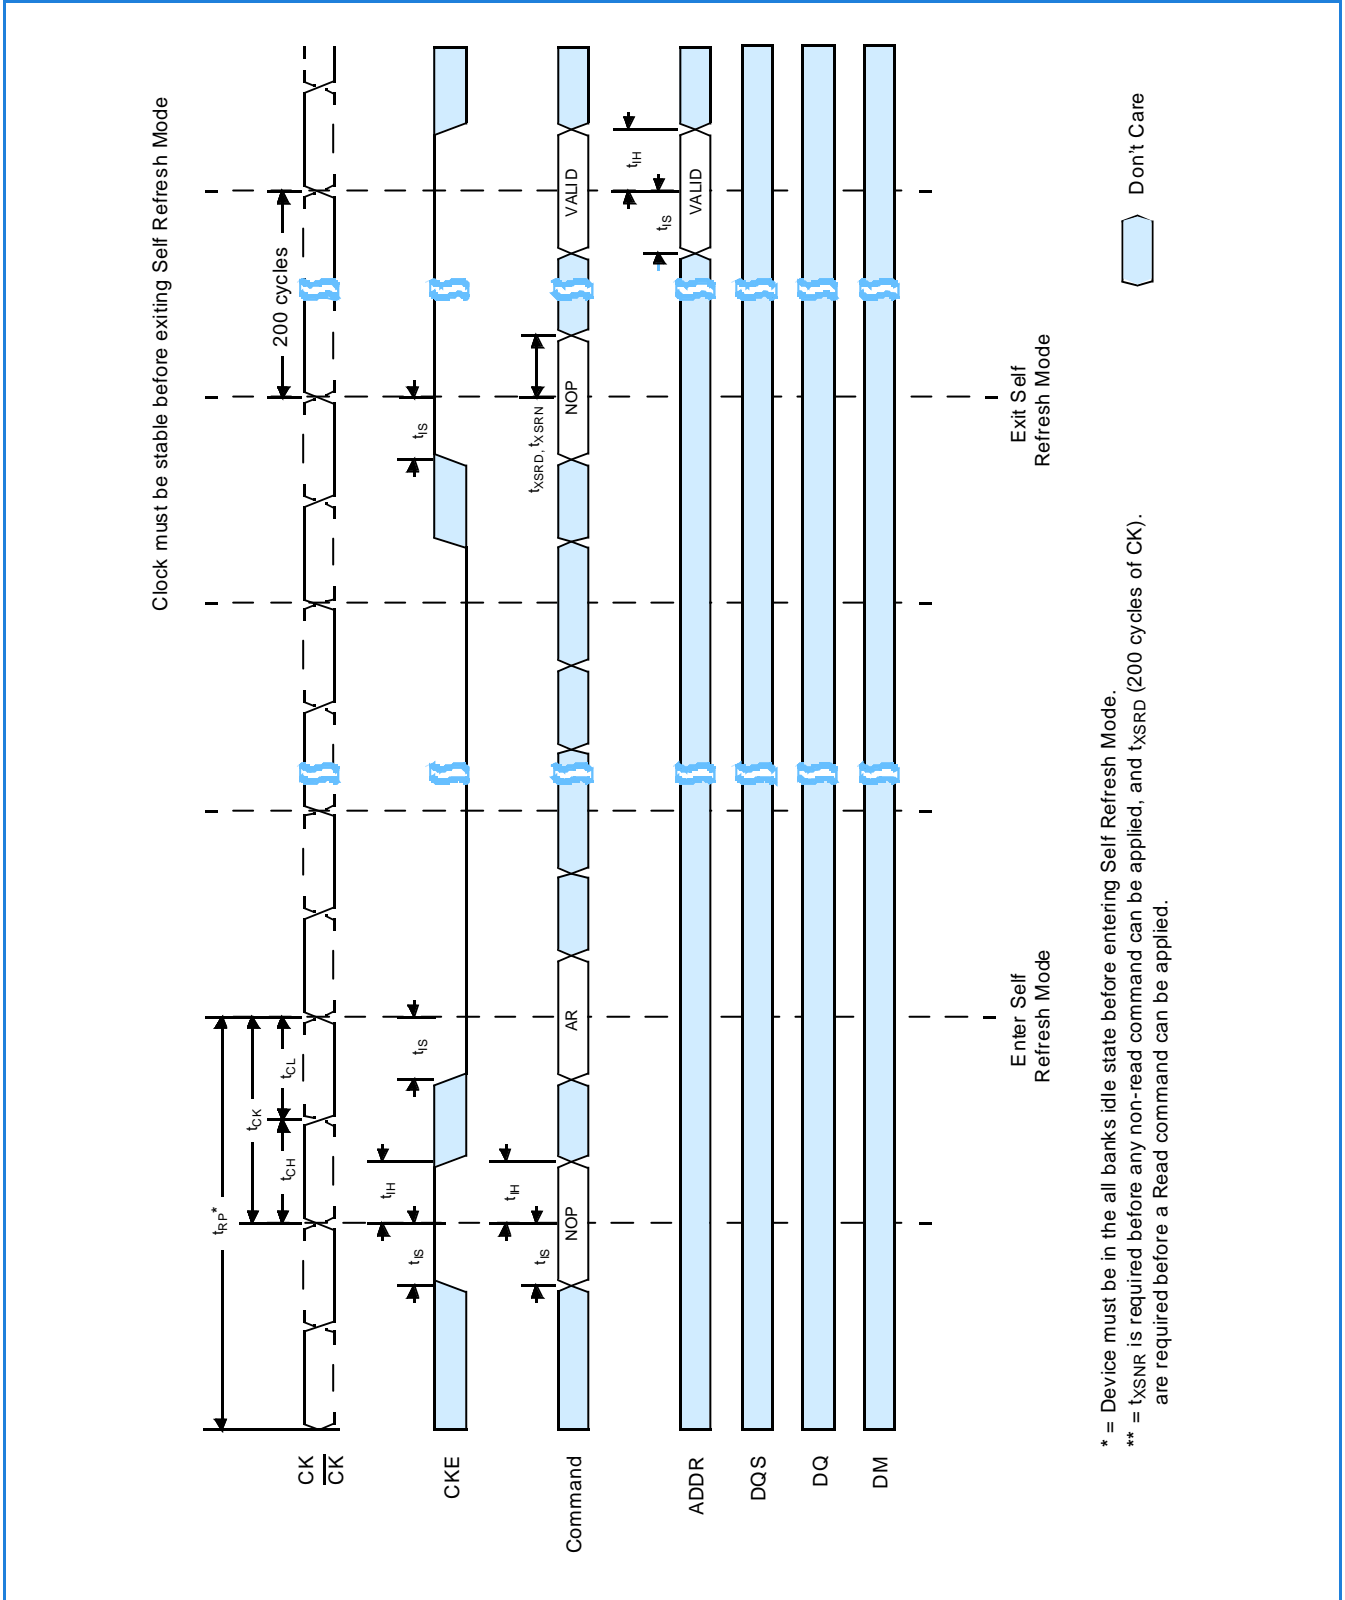 Clock must be stable before exiting Self Refresh Mode
tRP*
tCK
tCH
tCL
200 cycles
CK
CK
tIS
tIH
tIS
tIS
CKE
tIS
tIH
tXSRD, tXSRN
Command
NOP
AR
NOP
VALID
tIS
tIH
ADDR
VALID
DQS
DQ
DM
Enter Self
Refresh Mode
Exit Self
Refresh Mode
* = Device must be in the all banks idle state before entering Self Refresh Mode.
** = tXSNR is required before any non-read command can be applied, and tXSRD (200 cycles of CK).
are required before a Read command can be applied.
Don't Care